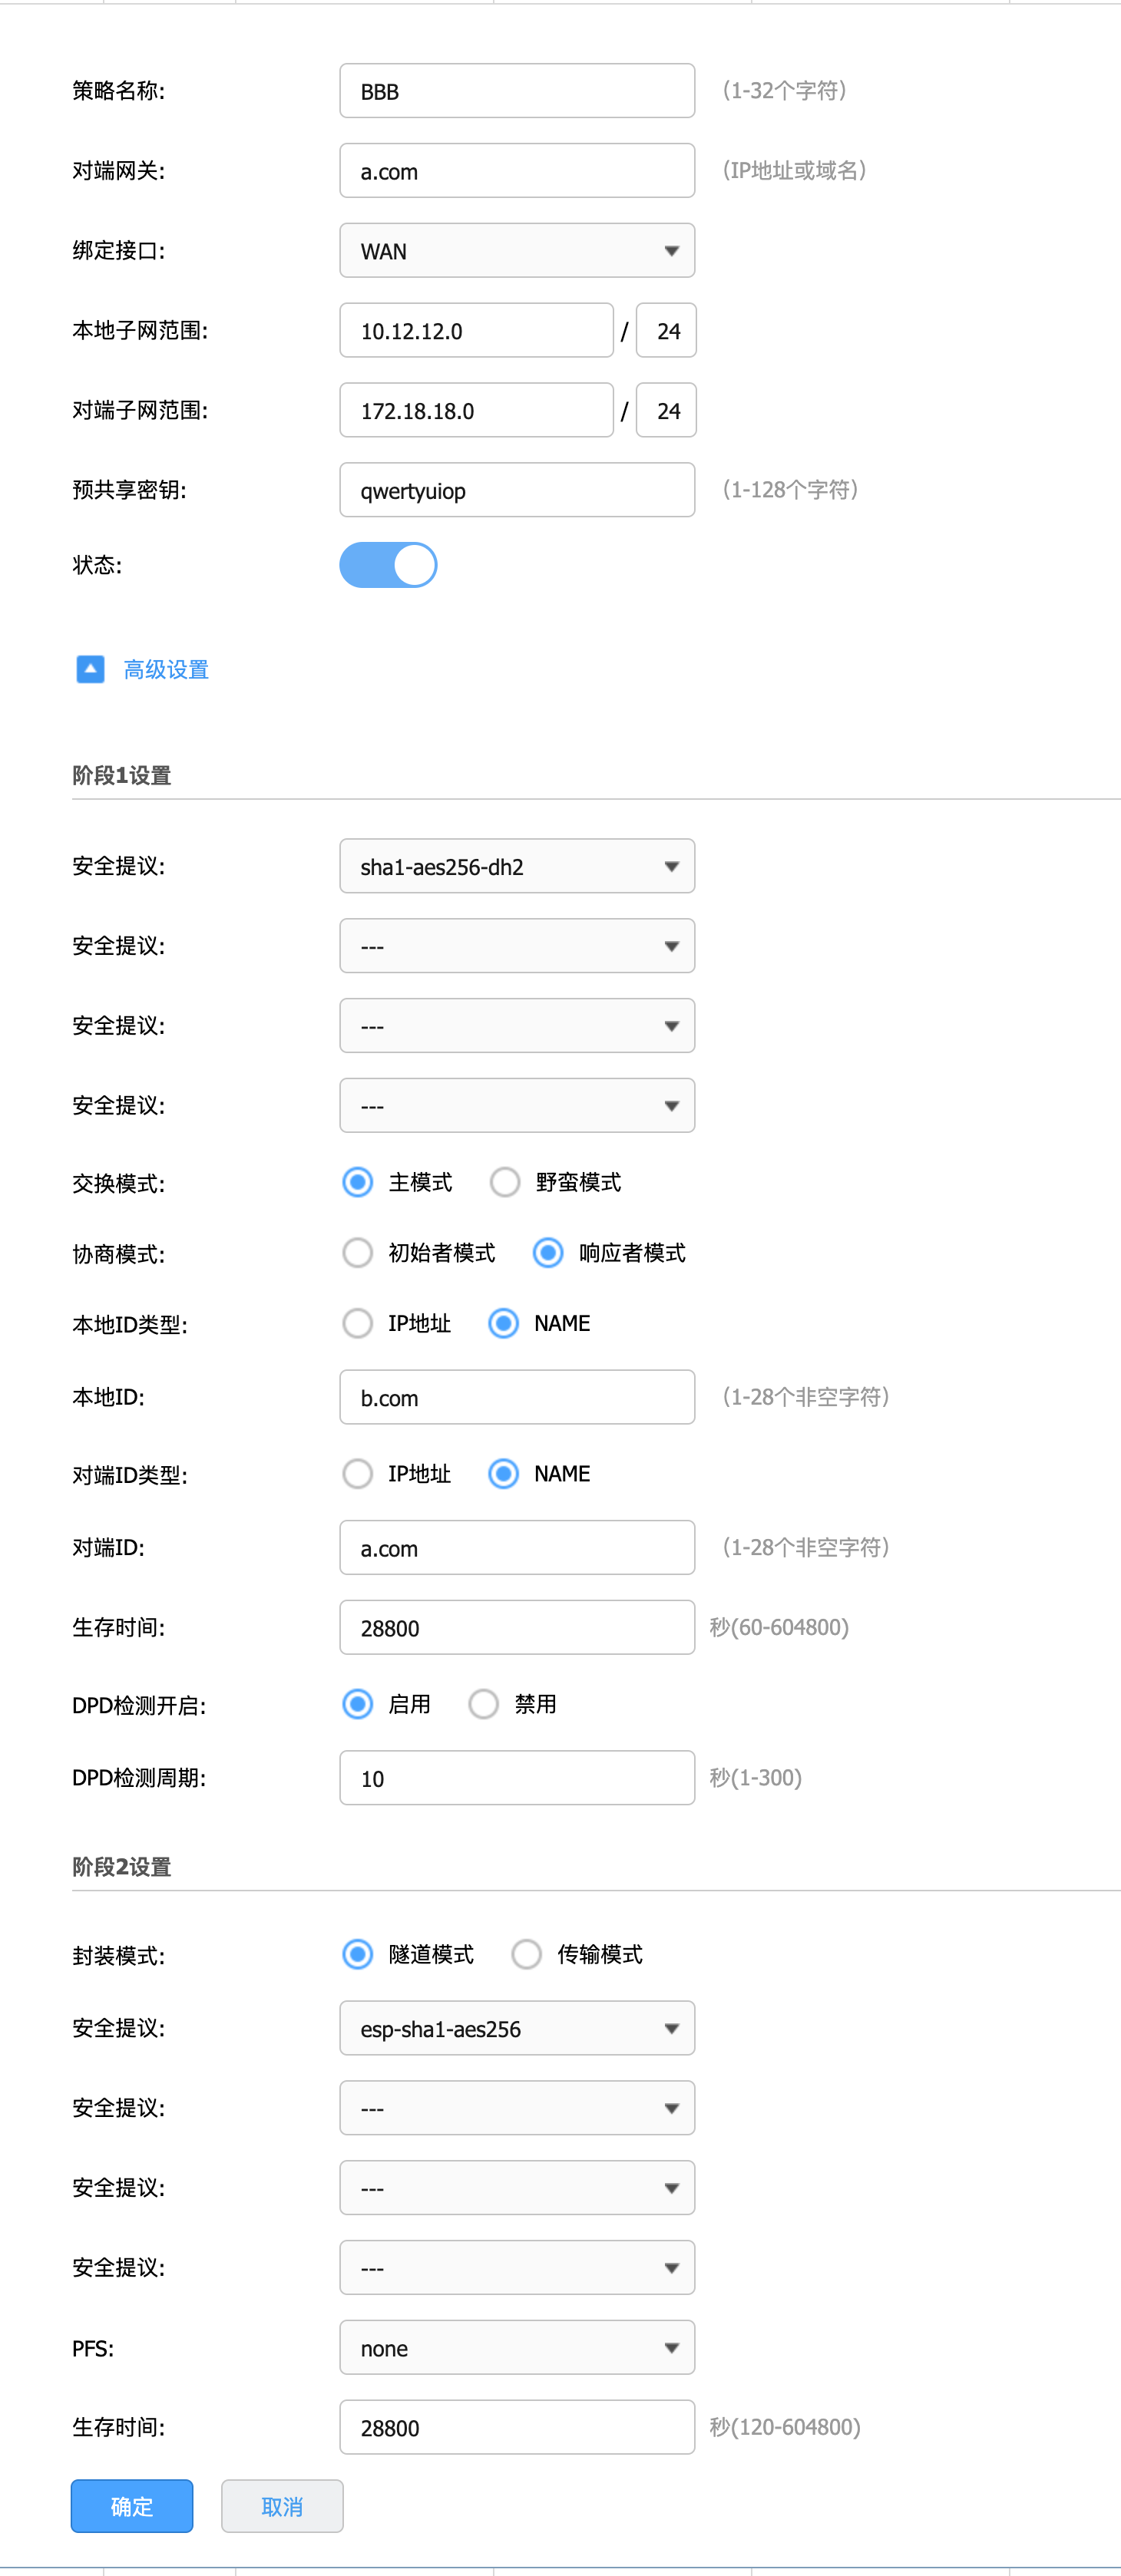 策略名称: BBB (1-32个字符)
对端网关: a.com (IP地址或域名)
绑定接口: WAN
本地子网范围: 10.12.12.0 / 24
对端子网范围: 172.18.18.0 / 24
预共享密钥: qwertyuiop (1-128个字符)
状态:
高级设置
阶段1设置
安全提议: sha1-aes256-dh2
安全提议: ---
安全提议: ---
安全提议: ---
交换模式: 主模式 野蛮模式
协商模式: 初始者模式 响应者模式
本地ID类型: IP地址 NAME
本地ID: b.com (1-28个非空字符)
对端ID类型: IP地址 NAME
对端ID: a.com (1-28个非空字符)
生存时间: 28800 秒(60-604800)
DPD检测开启: 启用 禁用
DPD检测周期: 10 秒(1-300)
阶段2设置
封装模式: 隧道模式 传输模式
安全提议: esp-sha1-aes256
安全提议: ---
安全提议: ---
安全提议: ---
PFS: none
生存时间: 28800 秒(120-604800)
确定 取消